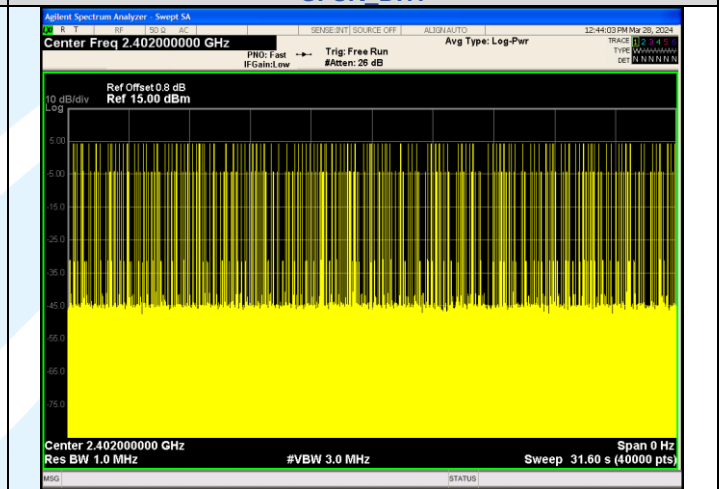 Agilent Spectrum Analyzer - Swept SA
R T RF 50 Ω AC SENSE:INT SOURCE OFF ALIGNAUTO 12:44:03 PM Mar 28, 2024
Center Freq 2.402000000 GHz
PNO: Fast
IFGain:Low
Trig: Free Run
#Atten: 26 dB
Avg Type: Log-Pwr
TRACE 1 2 3 4 5 6
TYPE
DET N N N N N N
Ref Offset 0.8 dB
10 dB/div Ref 15.00 dBm
Log
5.00
-5.00
-15.0
-25.0
-35.0
-45.0
-55.0
-65.0
-75.0
Center 2.402000000 GHz Span 0 Hz
Res BW 1.0 MHz #VBW 3.0 MHz Sweep 31.60 s (40000 pts)
MSG STATUS